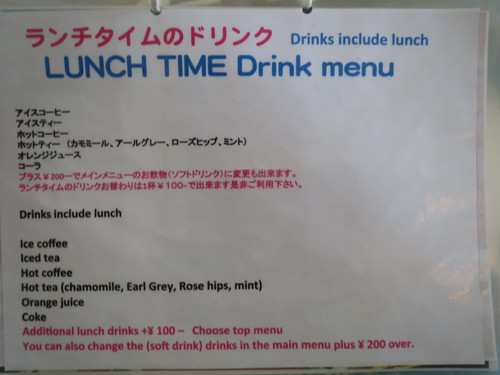 ランチタイムのドリンク Drinks include lunch
LUNCH TIME Drink menu
アイスコーヒー
アイスティー
ホットコーヒー
ホットティー （カモミール、アールグレー、ローズヒップ、ミント）
オレンジジュース
コーラ
プラス¥200ーでメインメニューのお飲物（ソフトドリンク）に変更も出来ます。
ランチタイムのドリンクお替わりは1杯¥100-で出来ます是非ご利用下さい。
Drinks include lunch
Ice coffee
Iced tea
Hot coffee
Hot tea (chamomile, Earl Grey, Rose hips, mint)
Orange juice
Coke
Additional lunch drinks +¥ 100 – Choose top menu
You can also change the (soft drink) drinks in the main menu plus ¥ 200 over.